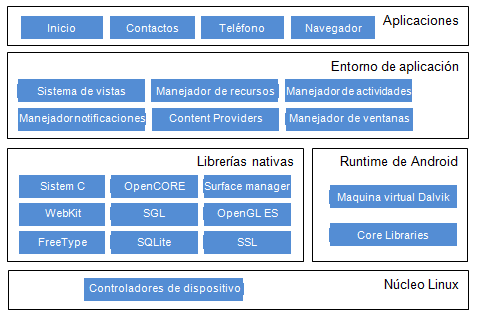 Aplicaciones
Inicio Contactos Teléfono Navegador
Entorno de aplicación
Sistema de vistas Manejador de recursos Manejador de actividades
Manejador notificaciones Content Providers Manejador de ventanas
Librerías nativas
Sistem C OpenCORE Surface manager
WebKit SGL OpenGL ES
FreeType SQLite SSL
Runtime de Android
Maquina virtual Dalvik
Core Libraries
Núcleo Linux
Controladores de dispositivo